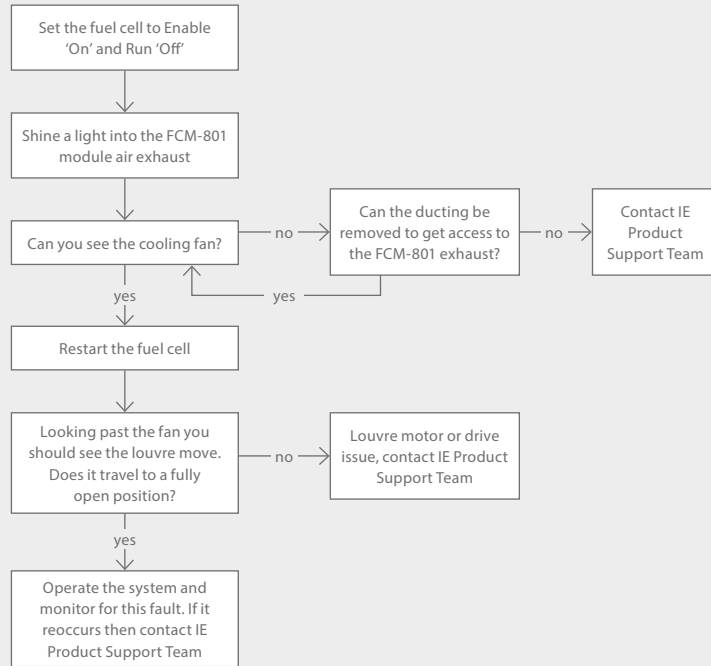 Set the fuel cell to Enable
‘On’ and Run ‘Off’
Shine a light into the FCM-801
module air exhaust
Can you see the cooling fan?
no
Can the ducting be
removed to get access to
the FCM-801 exhaust?
no
Contact IE
Product
Support Team
yes
yes
Restart the fuel cell
Looking past the fan you
should see the louvre move.
Does it travel to a fully
open position?
no
Louvre motor or drive
issue, contact IE Product
Support Team
yes
Operate the system and
monitor for this fault. If it
reoccurs then contact IE
Product Support Team